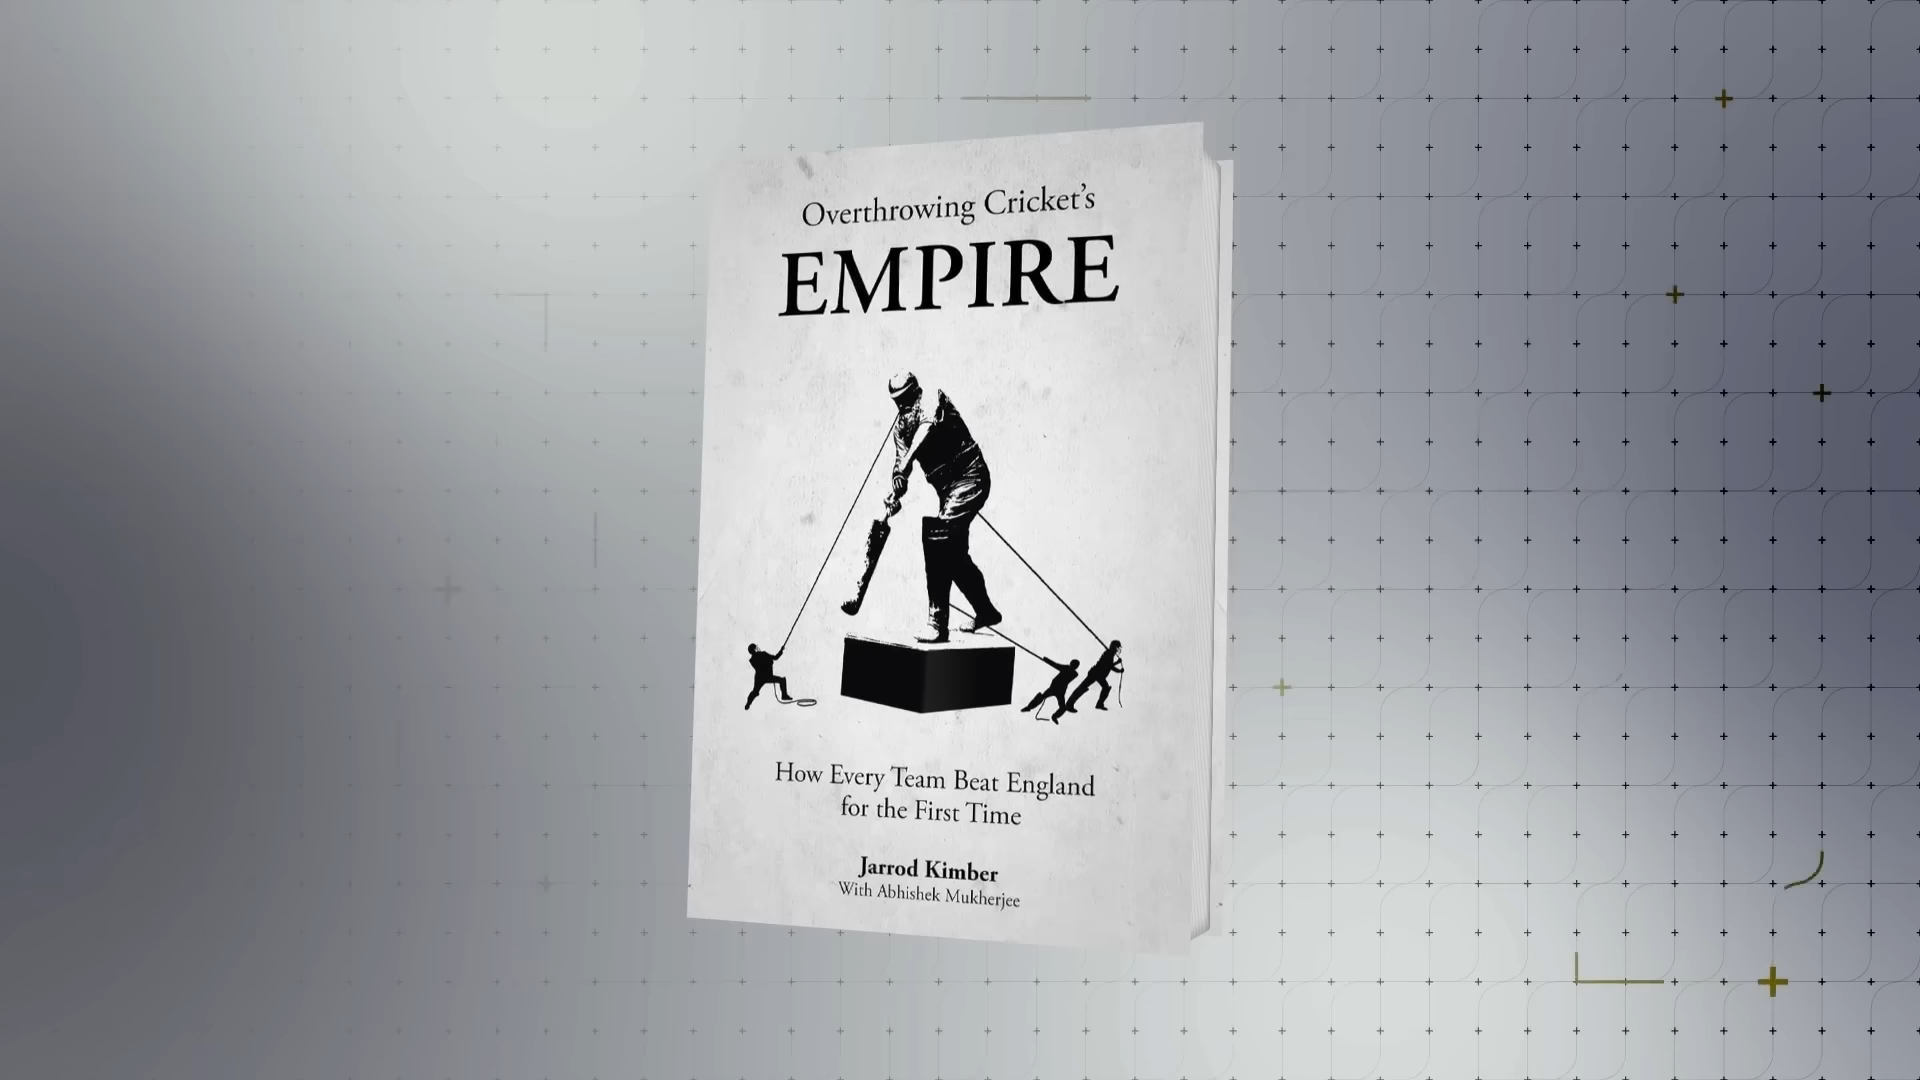 Overthrowing Cricket's
EMPIRE
How Every Team Beat England
for the First Time
Jarrod Kimber
With Abhishek Mukherjee